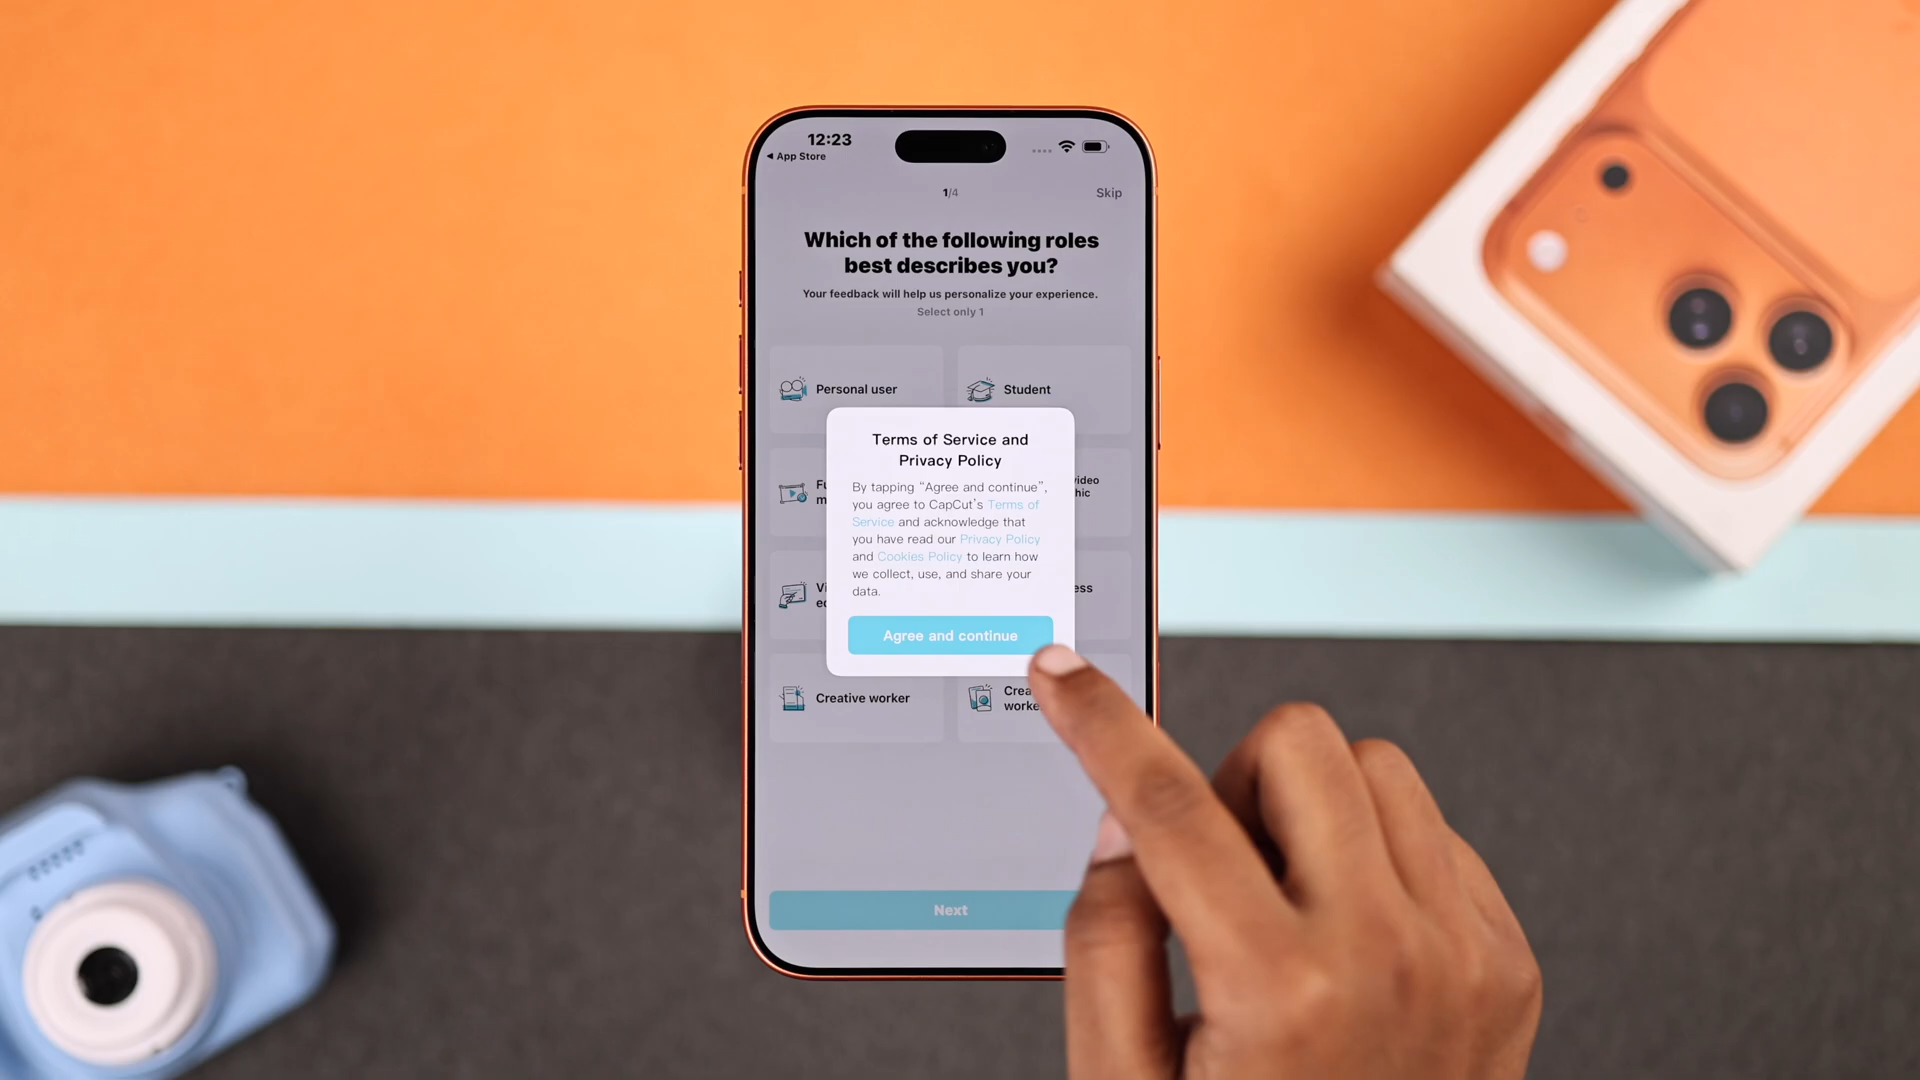 12:23
App Store
1/4
Skip
Which of the following roles
best describes you?
Your feedback will help us personalize your experience.
Select only 1
Personal user
Student
Terms of Service and
Privacy Policy
By tapping “Agree and continue”,
you agree to CapCut's Terms of
Service and acknowledge that
you have read our Privacy Policy
and Cookies Policy to learn how
we collect, use, and share your
data.
Agree and continue
Creative worker
Next